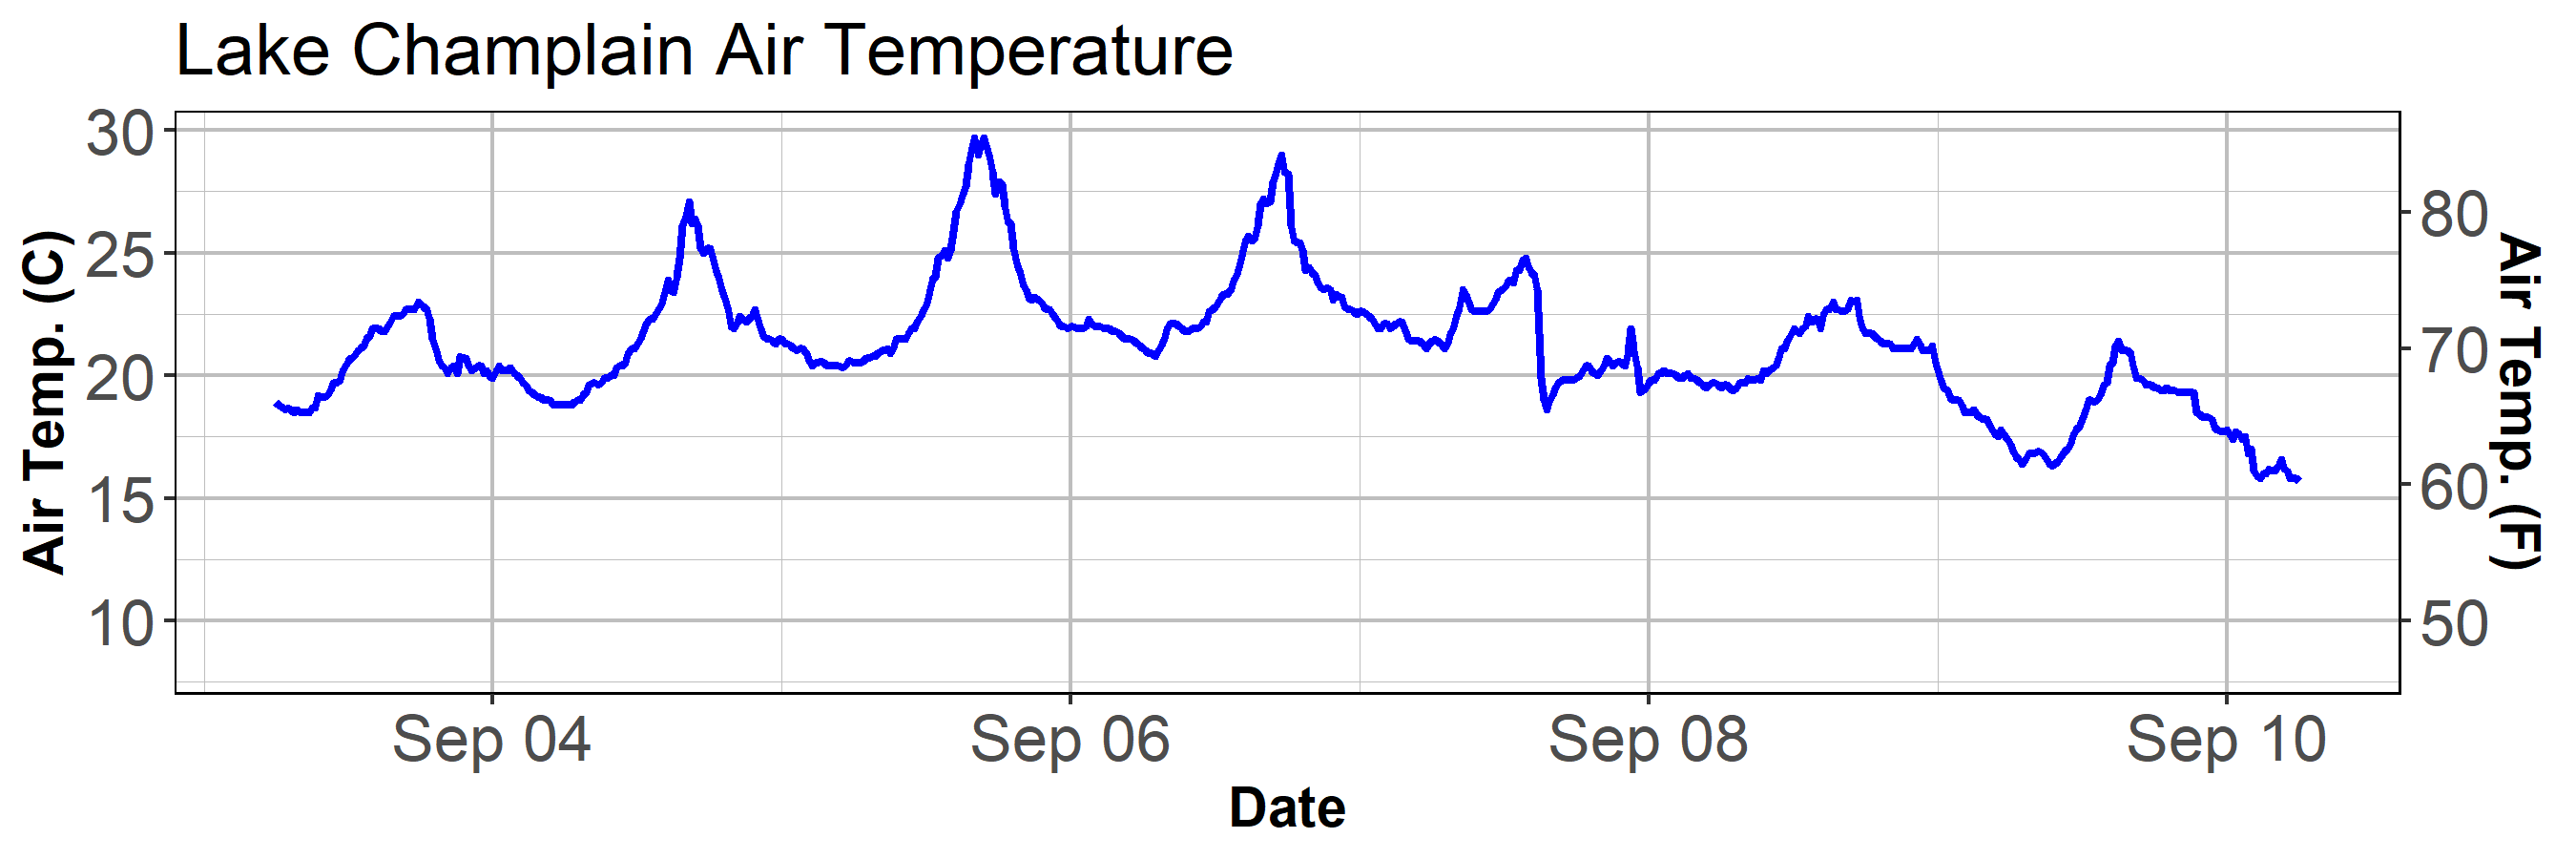 Lake Champlain Air Temperature
30
25
20
15
10
Air Temp. (C)
80
70
60
50
Air Temp. (F)
Sep 04 Sep 06 Sep 08 Sep 10
Date